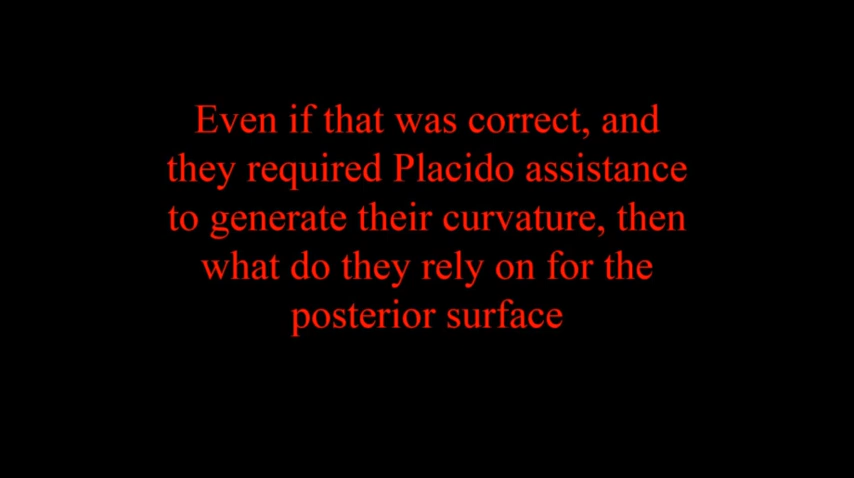 Even if that was correct, and
they required Placido assistance
to generate their curvature, then
what do they rely on for the
posterior surface